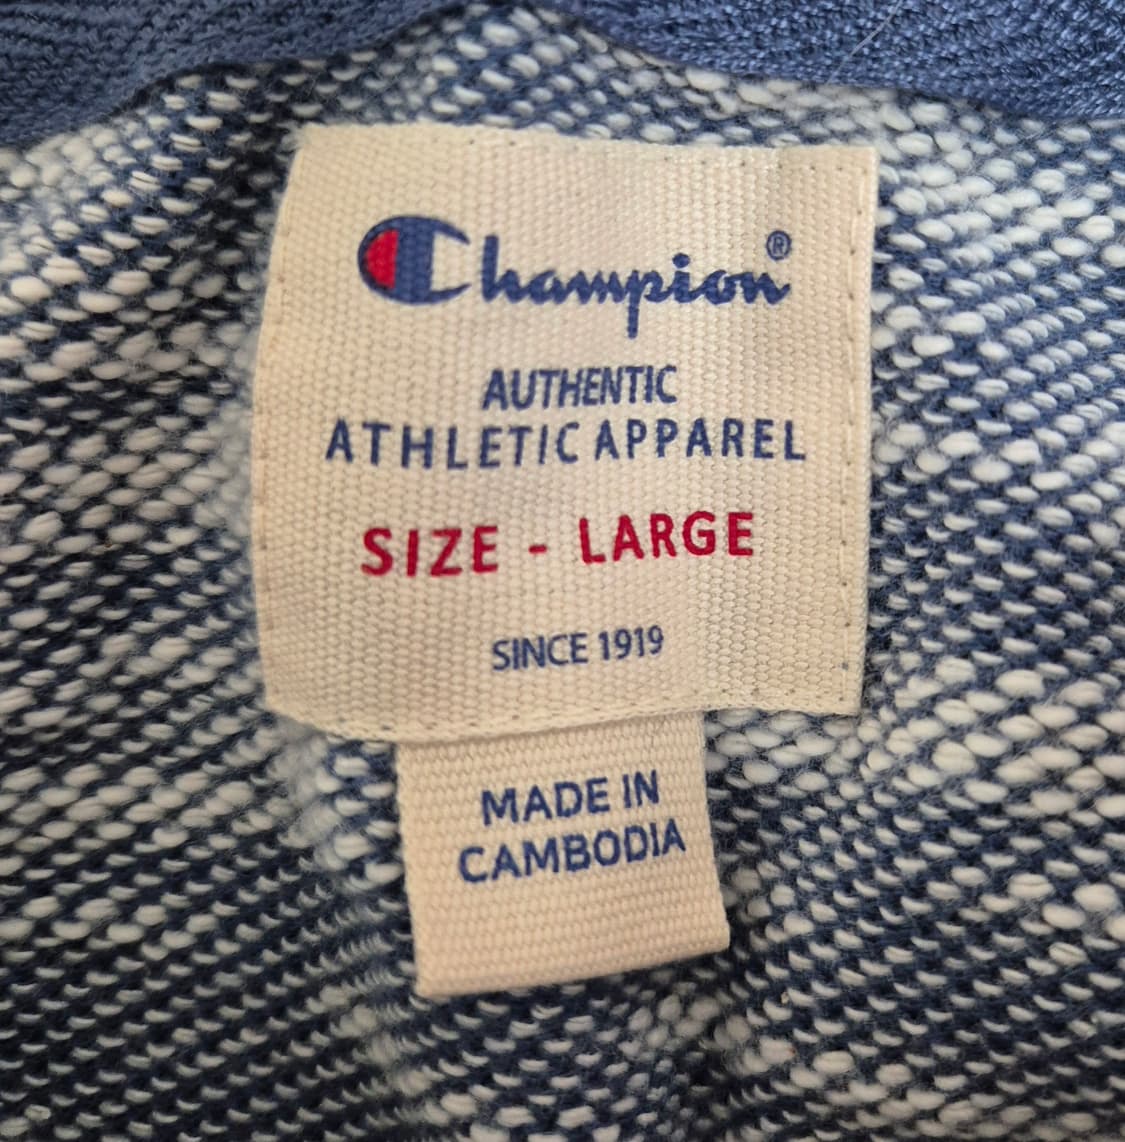 Champion®
AUTHENTIC
ATHLETIC APPAREL
SIZE - LARGE
SINCE 1919
MADE IN
CAMBODIA